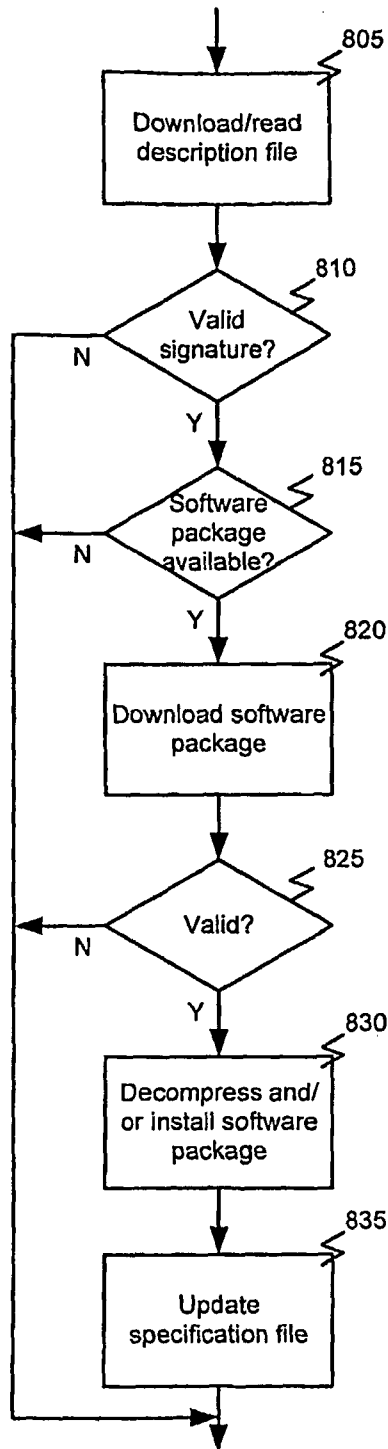 805
Download/read
description file
810
Valid
signature?
N
Y
815
Software
package
available?
N
Y
820
Download software
package
825
Valid?
N
Y
830
Decompress and/
or install software
package
835
Update
specification file